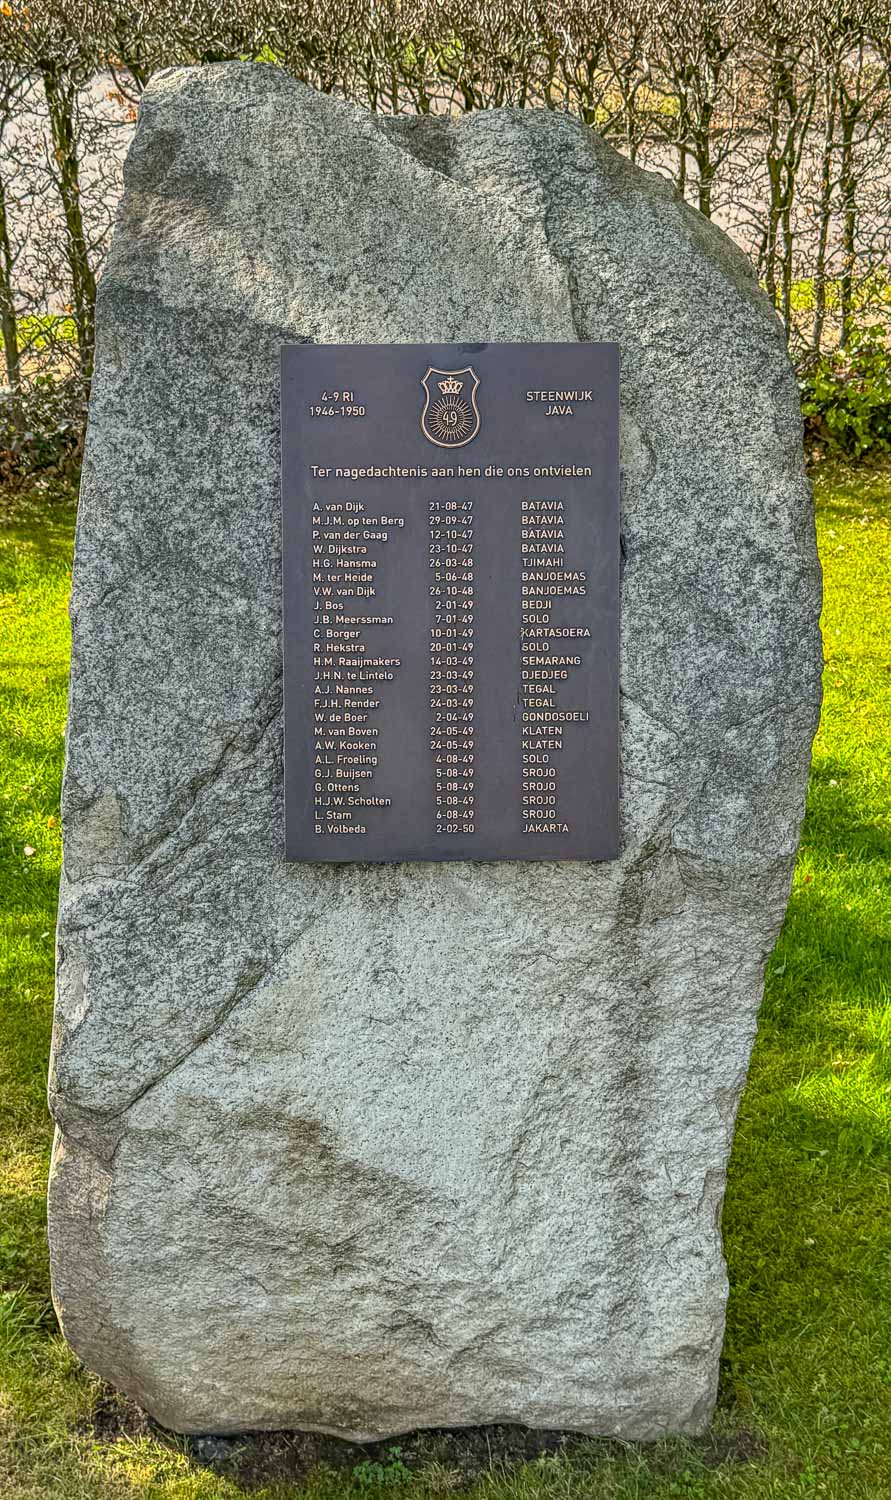 4-9 RI STEENWIJK
1946-1950 JAVA
4-9
Ter nagedachtenis aan hen die ons ontvielen
A. van Dijk 21-08-47 BATAVIA
M.J.M. op ten Berg 29-09-47 BATAVIA
P. van der Gaag 12-10-47 BATAVIA
W. Dijkstra 23-10-47 BATAVIA
H.G. Hansma 26-03-48 TJIMAHI
M. ter Heide 5-06-48 BANJOEMAS
V.W. van Dijk 26-10-48 BANJOEMAS
J. Bos 2-01-49 BEDJI
J.B. Meerssman 7-01-49 SOLO
C. Borger 10-01-49 KARTASOERA
R. Hekstra 20-01-49 SOLO
H.M. Raaijmakers 14-03-49 SEMARANG
J.H.N. te Lintelo 23-03-49 DJEDJEG
A.J. Nannes 23-03-49 TEGAL
F.J.H. Render 24-03-49 TEGAL
W. de Boer 2-04-49 GONDOSOELI
M. van Boven 24-05-49 KLATEN
A.W. Kooken 24-05-49 KLATEN
A.L. Froeling 4-08-49 SOLO
G.J. Buijsen 5-08-49 SROJO
G. Ottens 5-08-49 SROJO
H.J.W. Scholten 5-08-49 SROJO
L. Stam 6-08-49 SROJO
B. Volbeda 2-02-50 JAKARTA